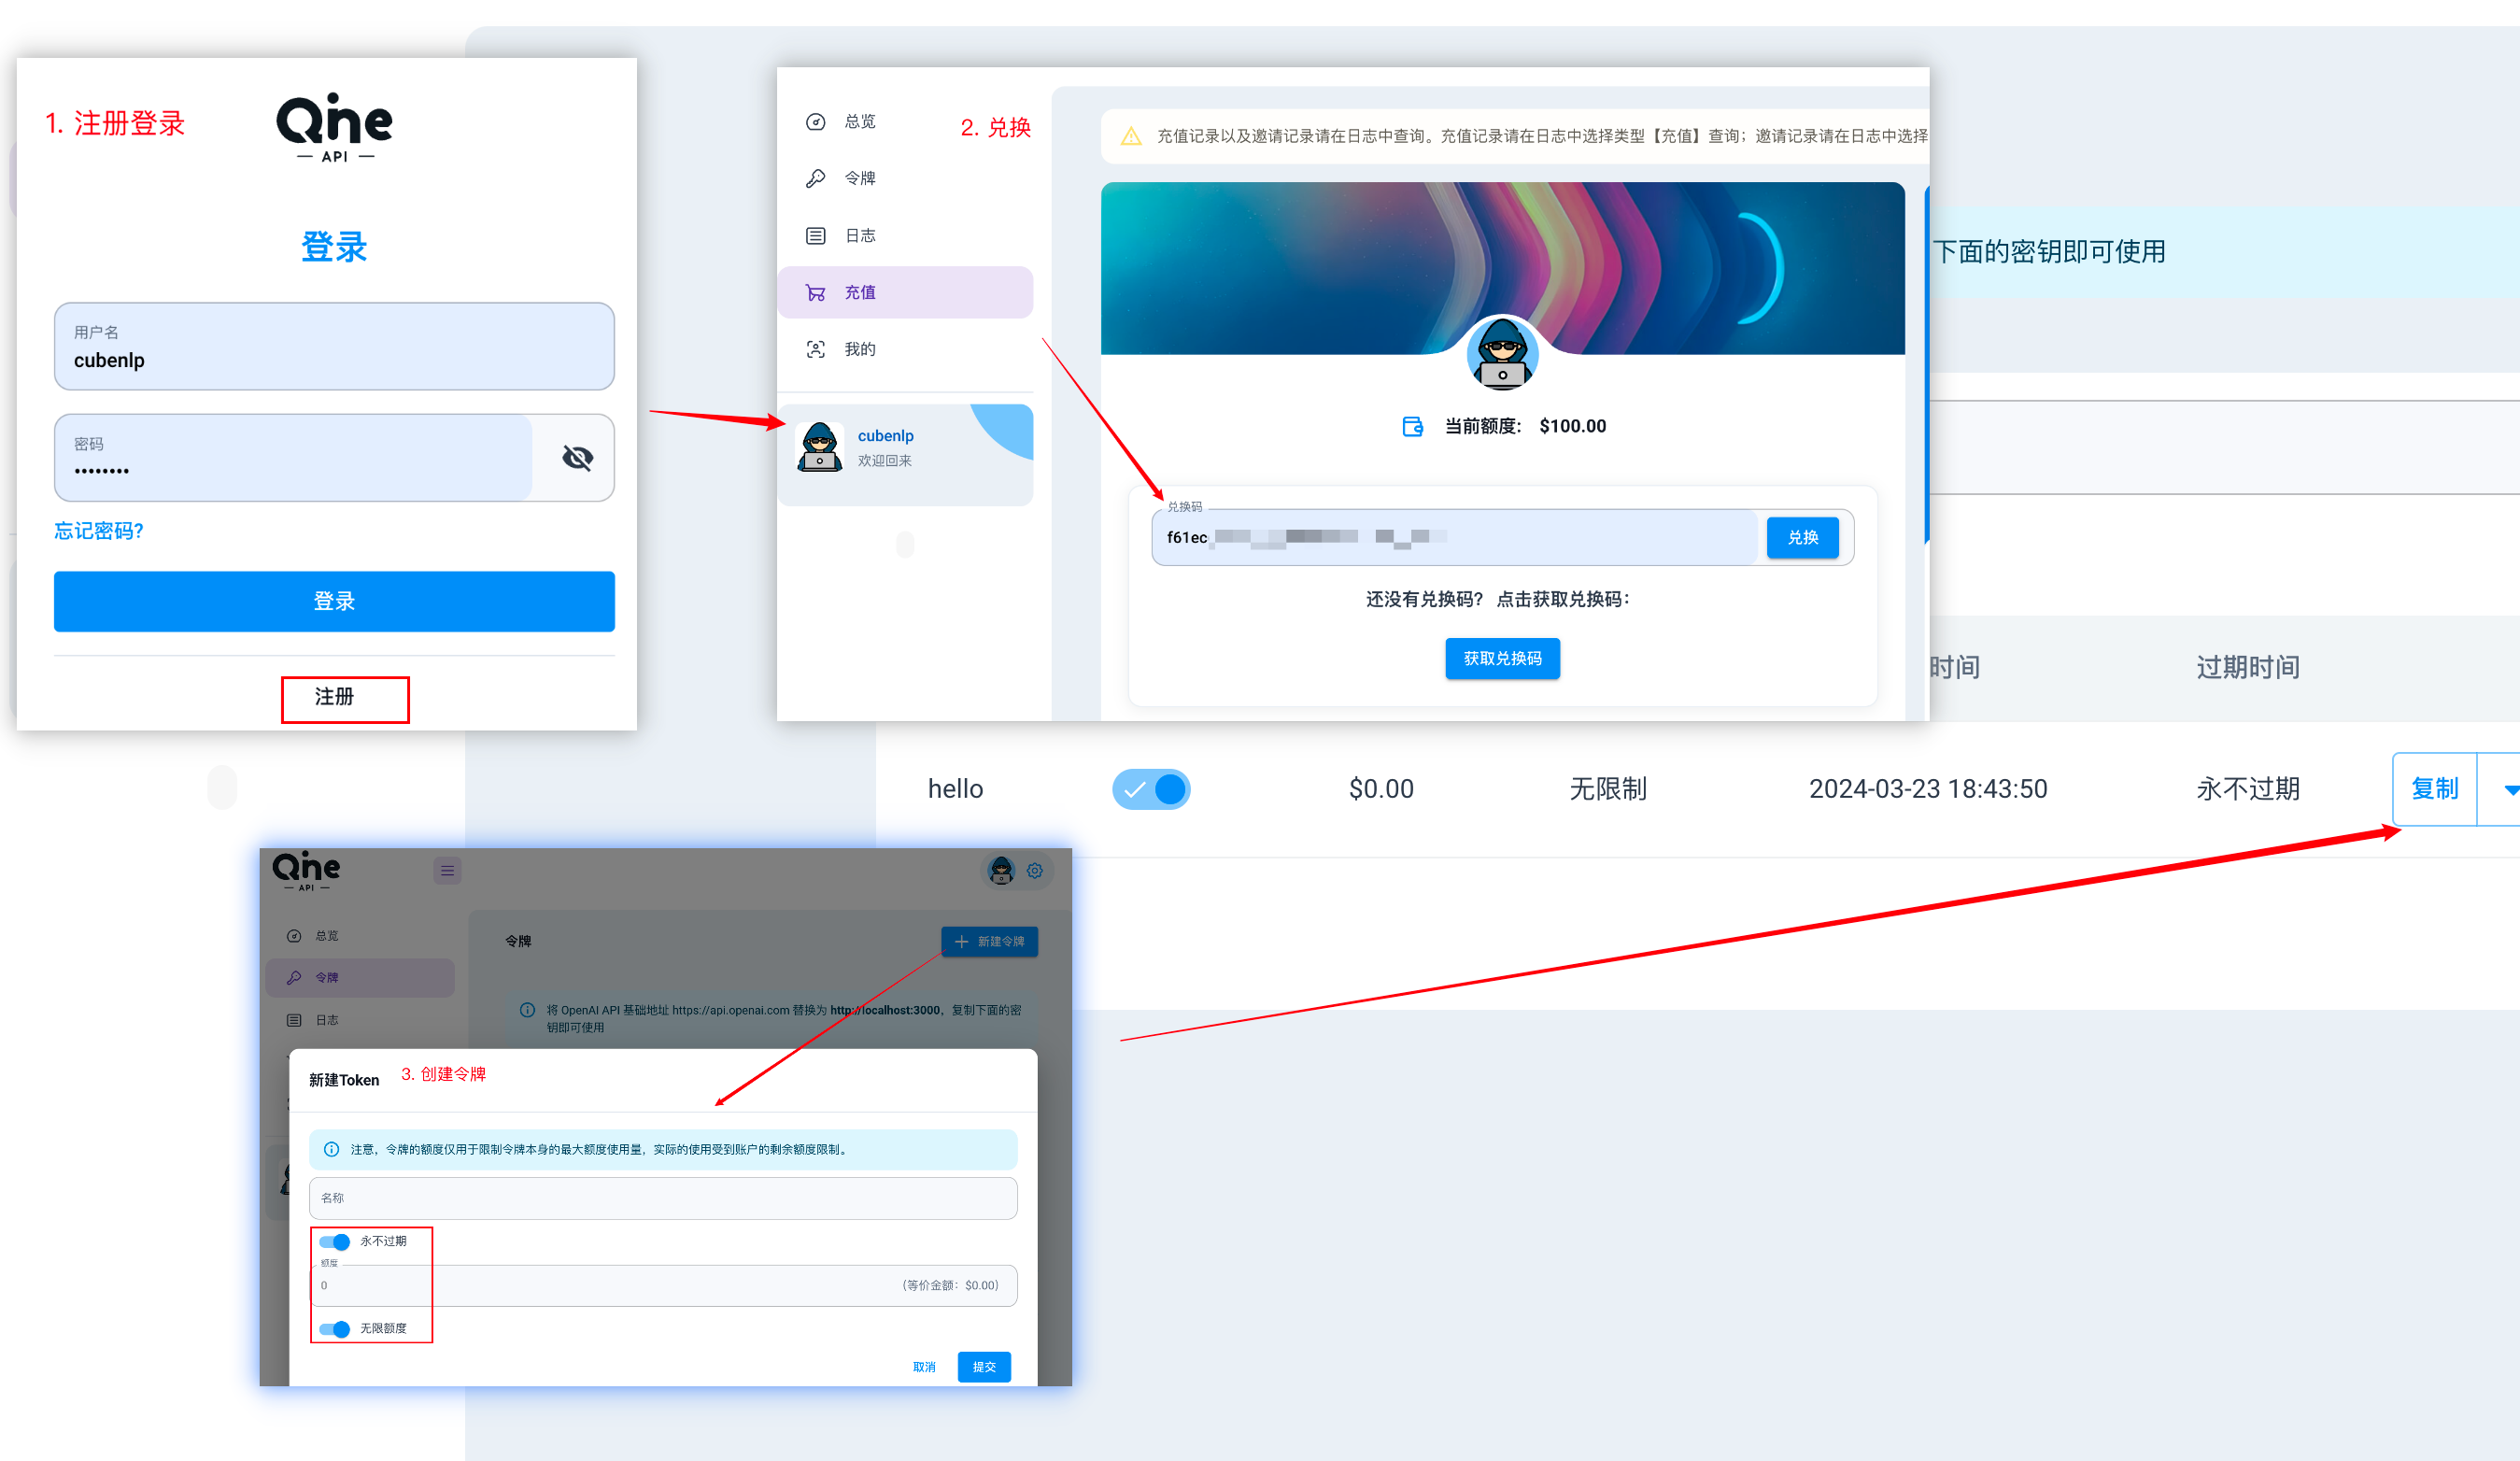 1. 注册登录
One
API
登录
用户名
cubenlp
密码
••••••••
忘记密码?
登录
注册
总览
令牌
日志
充值
我的
cubenlp
欢迎回来
2. 兑换
充值记录以及邀请记录请在日志中查询。充值记录请在日志中选择类型【充值】查询；邀请记录请在日志中选择
当前额度： $100.00
兑换码
f61ec
兑换
还没有兑换码？ 点击获取兑换码：
获取兑换码
下面的密钥即可使用
时间
过期时间
hello
$0.00
无限制
2024-03-23 18:43:50
永不过期
复制
One
API
总览
令牌
日志
令牌
新建令牌
将 OpenAI API 基础地址 https://api.openai.com 替换为 http://localhost:3000，复制下面的密
钥即可使用
新建Token
3. 创建令牌
注意，令牌的额度仅用于限制令牌本身的最大额度使用量，实际的使用受到账户的剩余额度限制。
名称
永不过期
额度
0
(等价金额：$0.00)
无限额度
取消
提交